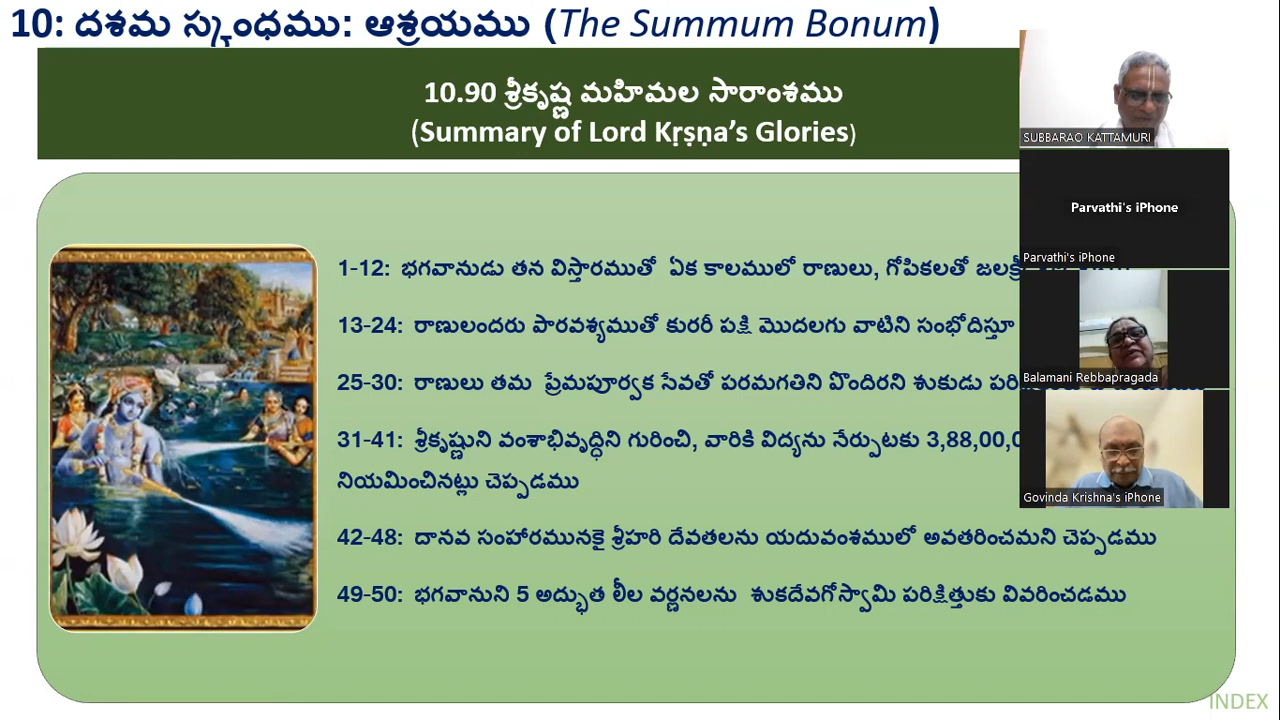 10: దశమ స్కంధము: ఆశ్రయము (The Summum Bonum)
10.90 శ్రీకృష్ణ మహిమల సారాంశము
(Summary of Lord Kṛṣṇa's Glories)
1-12: భగవానుడు తన విస్తారముతో ఏక కాలములో రాణులు, గోపికలతో
13-24: రాణులందరు పారవశ్యముతో కురరీ పక్షి మొదలగు వాటిని సంభోదిస్తూ
25-30: రాణులు తమ ప్రేమపూర్వక సేవతో పరమగతిని పొందిరని శుకుడు
31-41: శ్రీకృష్ణుని వంశాభివృద్ధిని గురించి, వారికి విద్యను నేర్పుటకు 3,88,00,0
నియమించినట్లు చెప్పడము
42-48: దానవ సంహారమునకై శ్రీహరి దేవతలను యదువంశములో అవతరించమని చెప్పడము
49-50: భగవానుని 5 అద్భుత లీల వర్ణనలను శుకదేవగోస్వామి పరిక్షిత్తుకు వివరించడము
INDEX
SUBBARAO KATTAMURI
Parvathi's iPhone
Parvathi's iPhone
Balamani Rebbapragada
Govinda Krishna's iPhone